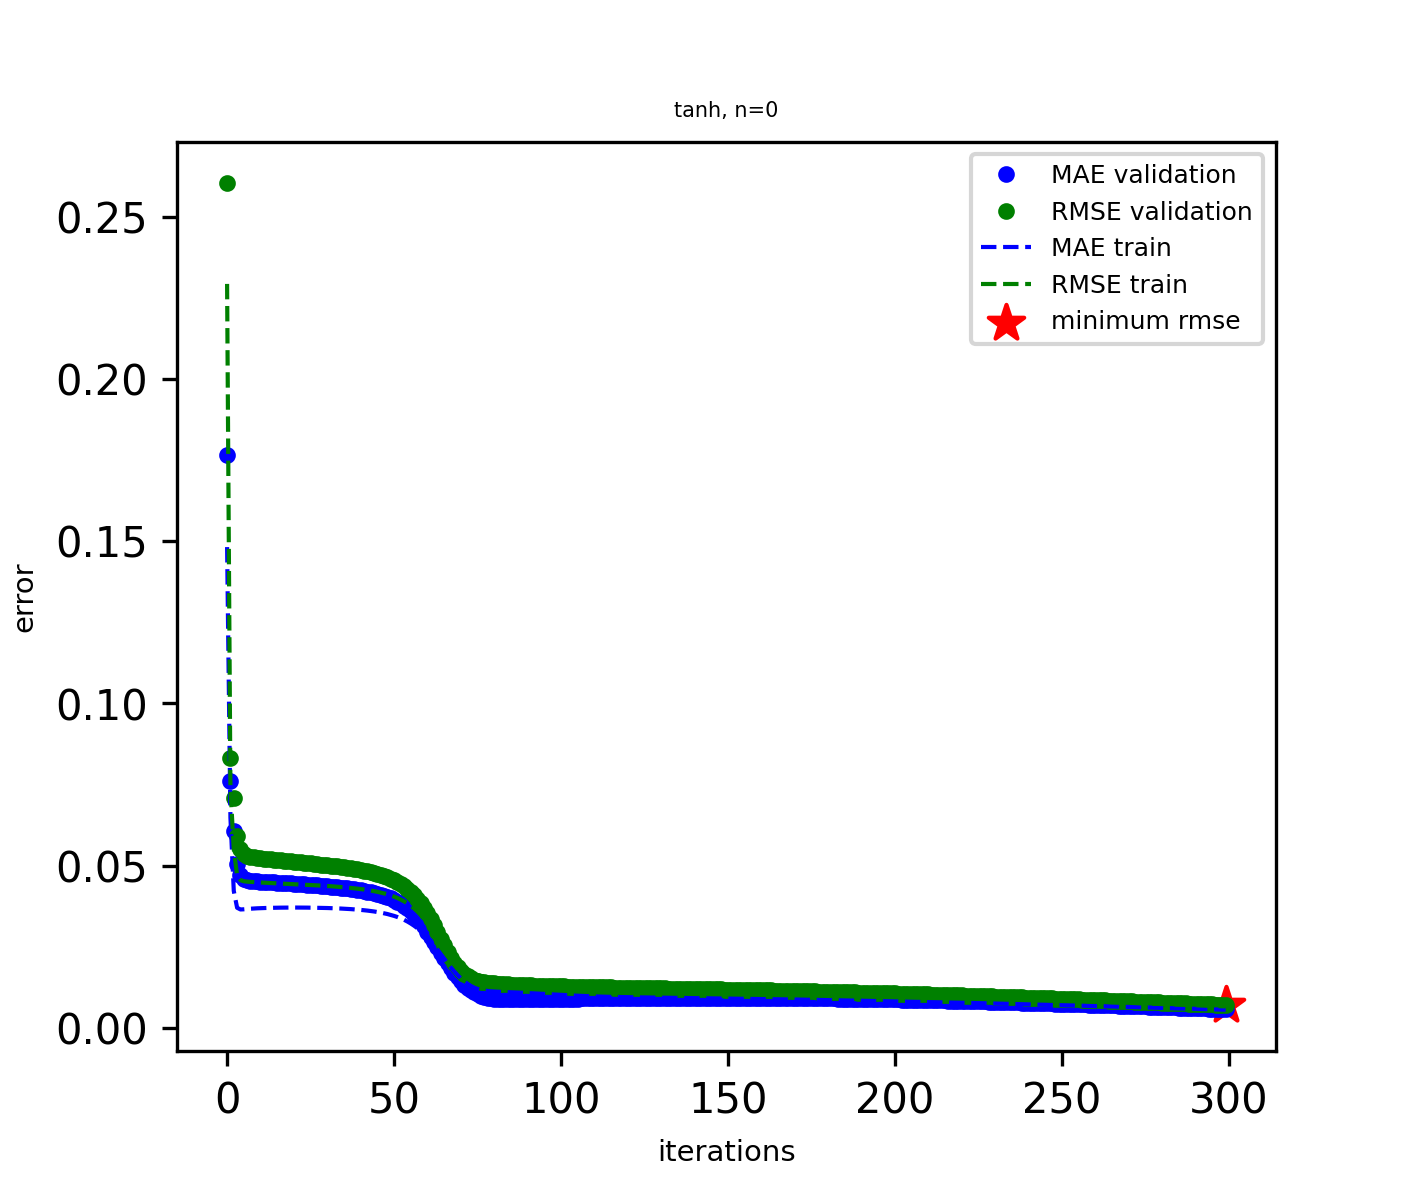 tanh, n=0
MAE validation
RMSE validation
MAE train
RMSE train
minimum rmse
0.25
0.20
0.15
0.10
0.05
0.00
error
0 50 100 150 200 250 300
iterations